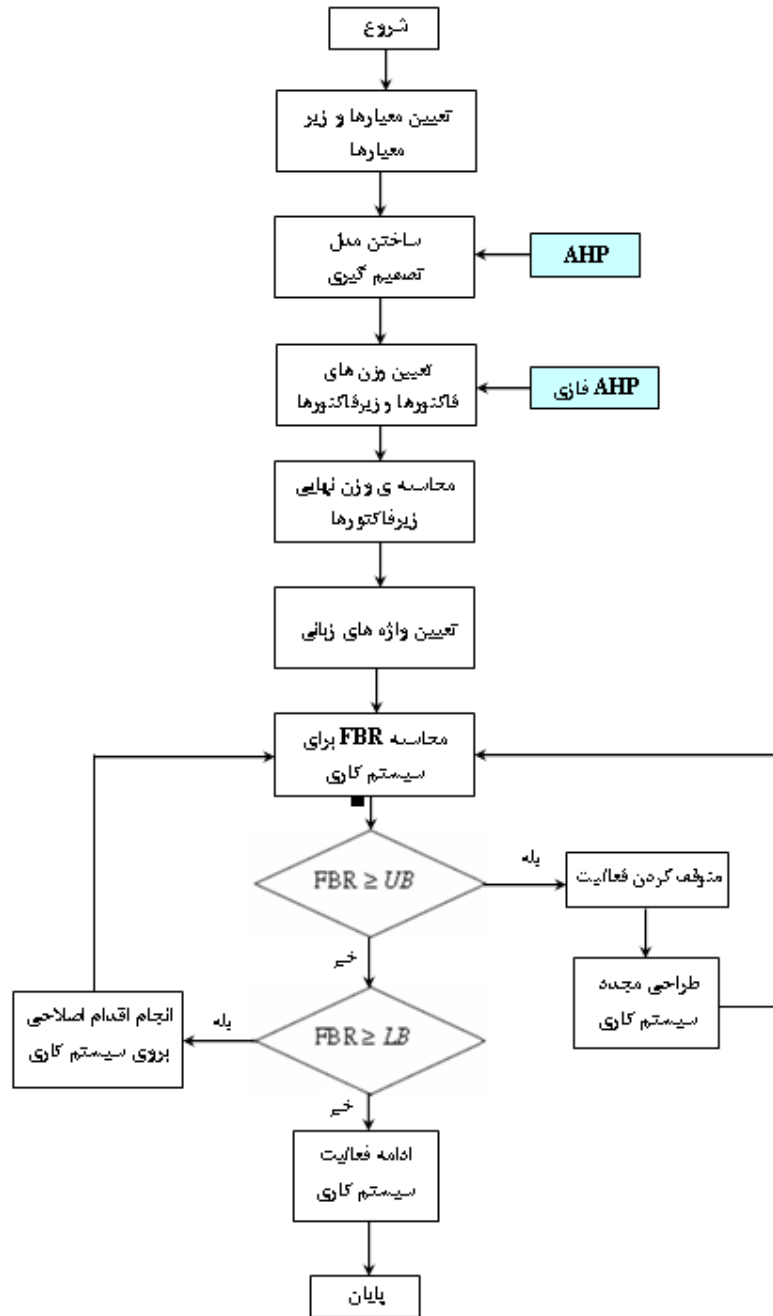 شروع
تعیین معیارها و زیر
معیارها
ساختن مدل
تصمیم گیری
AHP
تعیین وزن های
فاکتورها و زیرفاکتورها
AHP فازی
محاسبه ی وزن نهایی
زیرفاکتورها
تعیین واژه های زبانی
محاسبه FBR برای
سیستم کاری
FBR ≥ UB
بله
متوقف کردن فعالیت
خیر
طراحی مجدد
سیستم کاری
FBR ≥ LB
بله
انجام اقدام اصلاحی
بروی سیستم کاری
خیر
ادامه فعالیت
سیستم کاری
پایان